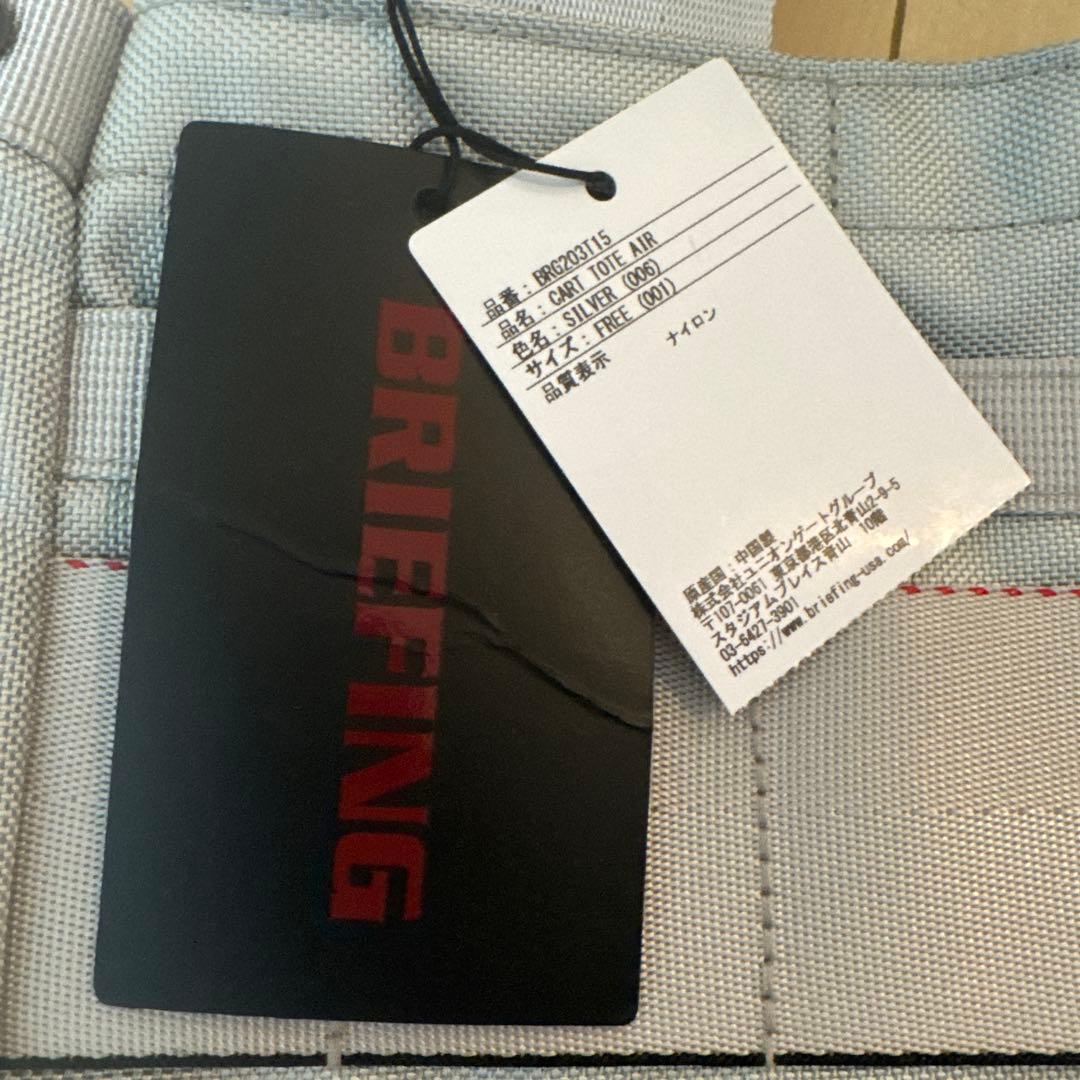 BRIEFING
品番:BRG203T15
品名:CART TOTE AIR
色名:SILVER (006)
サイズ:FREE (001)
品質表示 ナイロン
原産国:中国製
株式会社ユニオンゲートグループ
〒107-0061 東京都港区北青山2-9-5
スタジアムプレイス青山 10階
03-6427-3901
https://www.briefing-usa.com/